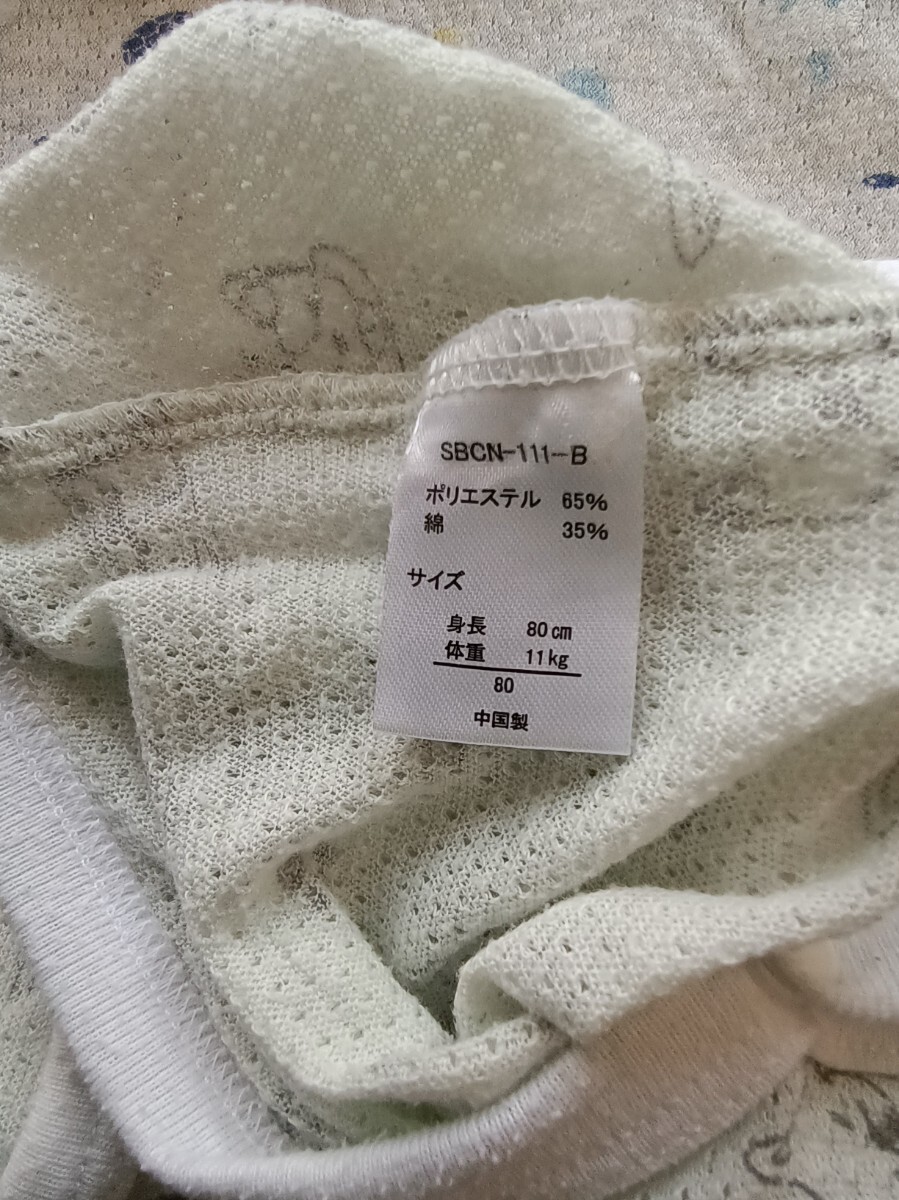 SBCN-111-B
ポリエステル 65%
綿 35%
サイズ
身長 80cm
体重 11kg
80
中国製